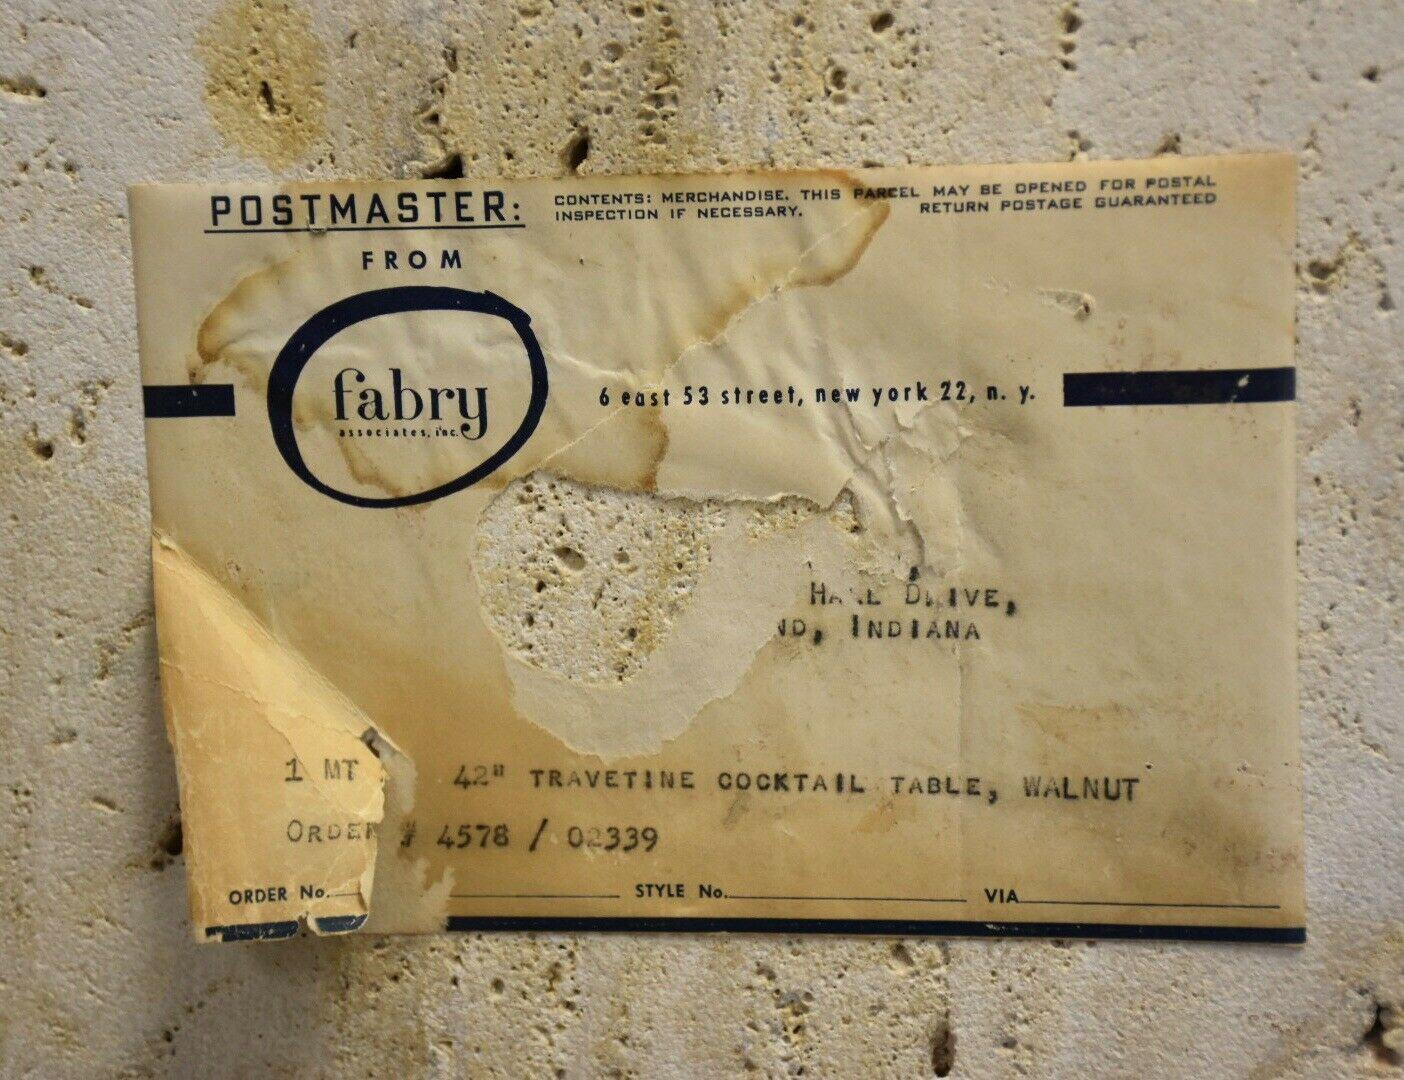 POSTMASTER:
CONTENTS: MERCHANDISE. THIS PARCEL MAY BE OPENED FOR POSTAL
INSPECTION IF NECESSARY. RETURN POSTAGE GUARANTEED
FROM
fabry
associates, inc.
6 east 53 street, new york 22, n. y.
DRIVE,
ND, INDIANA
1 MT 42" TRAVETINE COCKTAIL TABLE, WALNUT
ORDER # 4578 / 02339
ORDER No. STYLE No. VIA